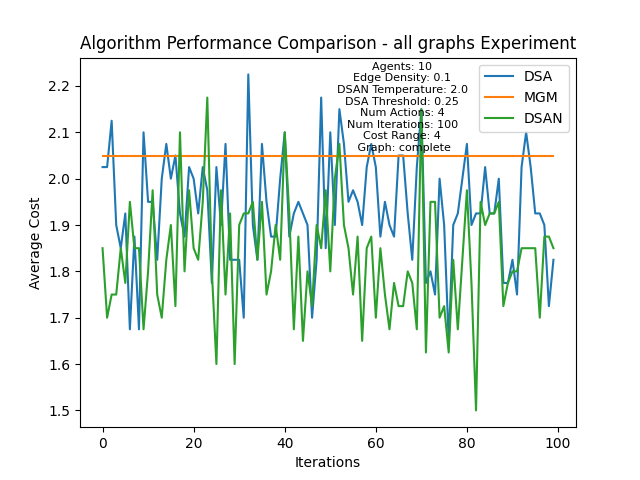 Algorithm Performance Comparison - all graphs Experiment
Agents: 10
Edge Density: 0.1
DSAN Temperature: 2.0
DSA Threshold: 0.25
Num Actions: 4
Num Iterations: 100
Cost Range: 4
Graph: complete
DSA
MGM
DSAN
Average Cost
2.2
2.1
2.0
1.9
1.8
1.7
1.6
1.5
0
20
40
60
80
100
Iterations